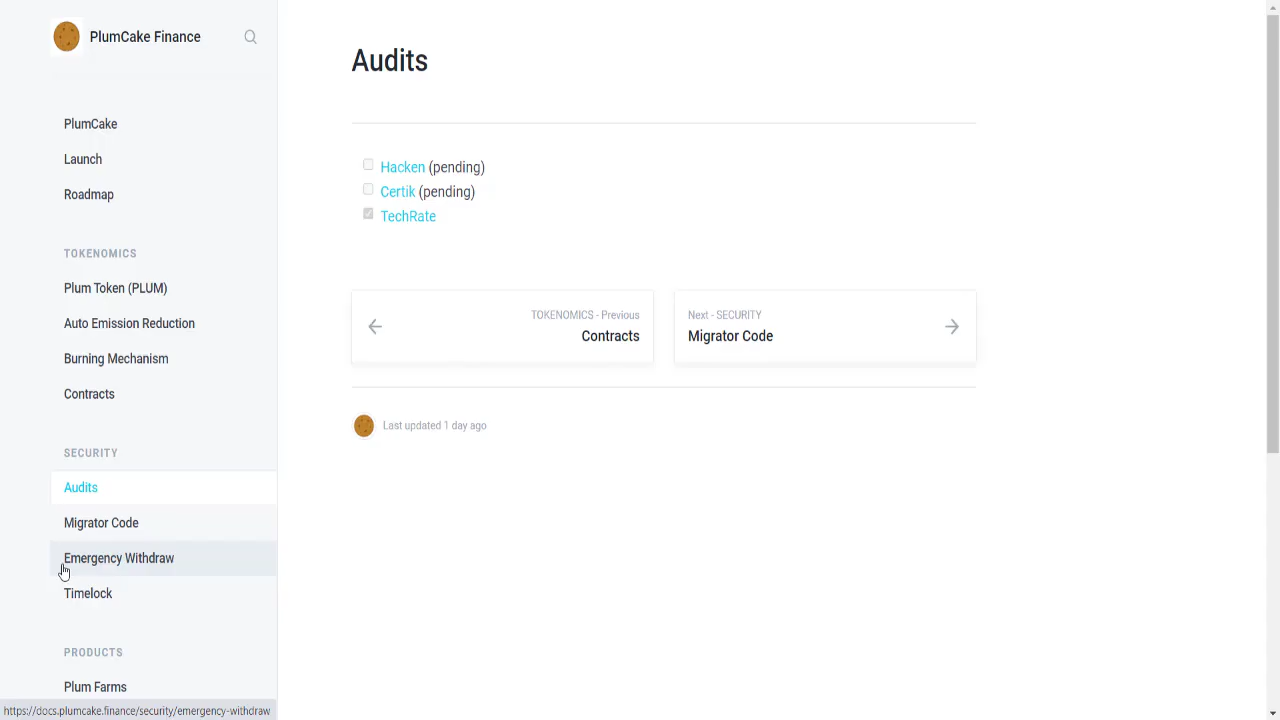 PlumCake Finance
PlumCake
Launch
Roadmap
TOKENOMICS
Plum Token (PLUM)
Auto Emission Reduction
Burning Mechanism
Contracts
SECURITY
Audits
Migrator Code
Emergency Withdraw
Timelock
PRODUCTS
Plum Farms
https://docs.plumcake.finance/security/emergency-withdraw
Audits
Hacken (pending)
Certik (pending)
TechRate
TOKENOMICS - Previous
Contracts
Next - SECURITY
Migrator Code
Last updated 1 day ago